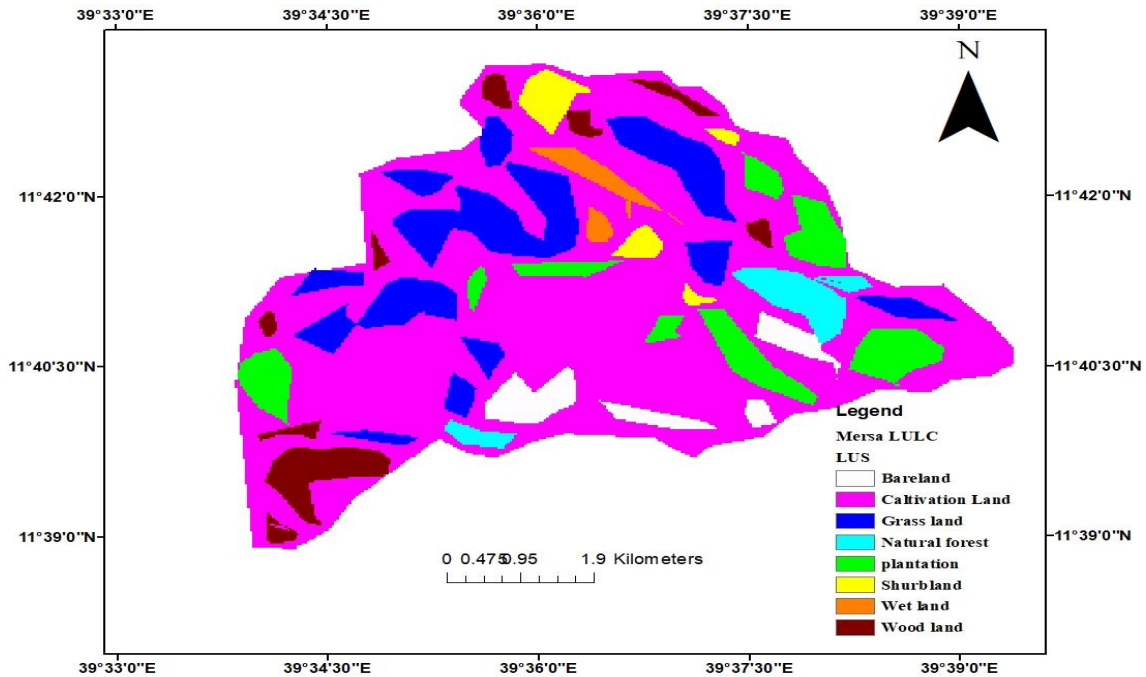 39°33'0"E 39°34'30"E 39°36'0"E 39°37'30"E 39°39'0"E
N
11°42'0"N 11°42'0"N
11°40'30"N 11°40'30"N
Legend
Mersa LULC
LUS
Bareland
Caltivation Land
Grass land
Natural forest
plantation
Shurbland
Wet land
Wood land
11°39'0"N 11°39'0"N
0 0.475 0.95 1.9 Kilometers
39°33'0"E 39°34'30"E 39°36'0"E 39°37'30"E 39°39'0"E